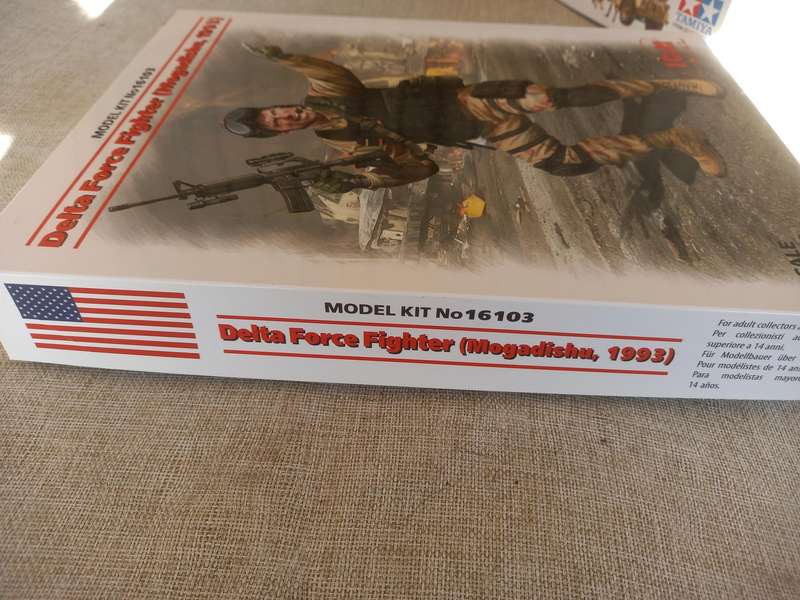 TAMIYA
MODEL KIT No16103
Delta Force Fighter (Mogadishu, 1993)
SCALE
MODEL KIT No16103
Delta Force Fighter (Mogadishu, 1993)
For adult collectors
Per collezionisti
superiore a 14 anni.
Für Modellbauer über
Pour modélistes de 14
Para modelistas
14 años.